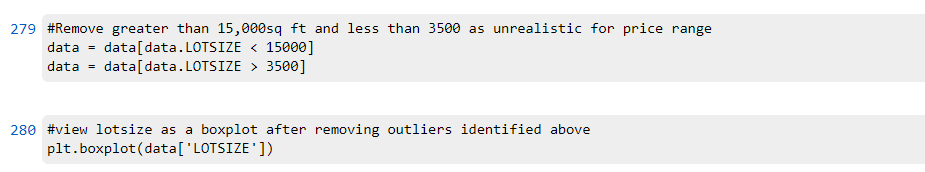 279 #Remove greater than 15,000sq ft and less than 3500 as unrealistic for price range
data = data[data.LOTSIZE < 15000]
data = data[data.LOTSIZE > 3500]
280 #view lotsize as a boxplot after removing outliers identified above
plt.boxplot(data['LOTSIZE'])